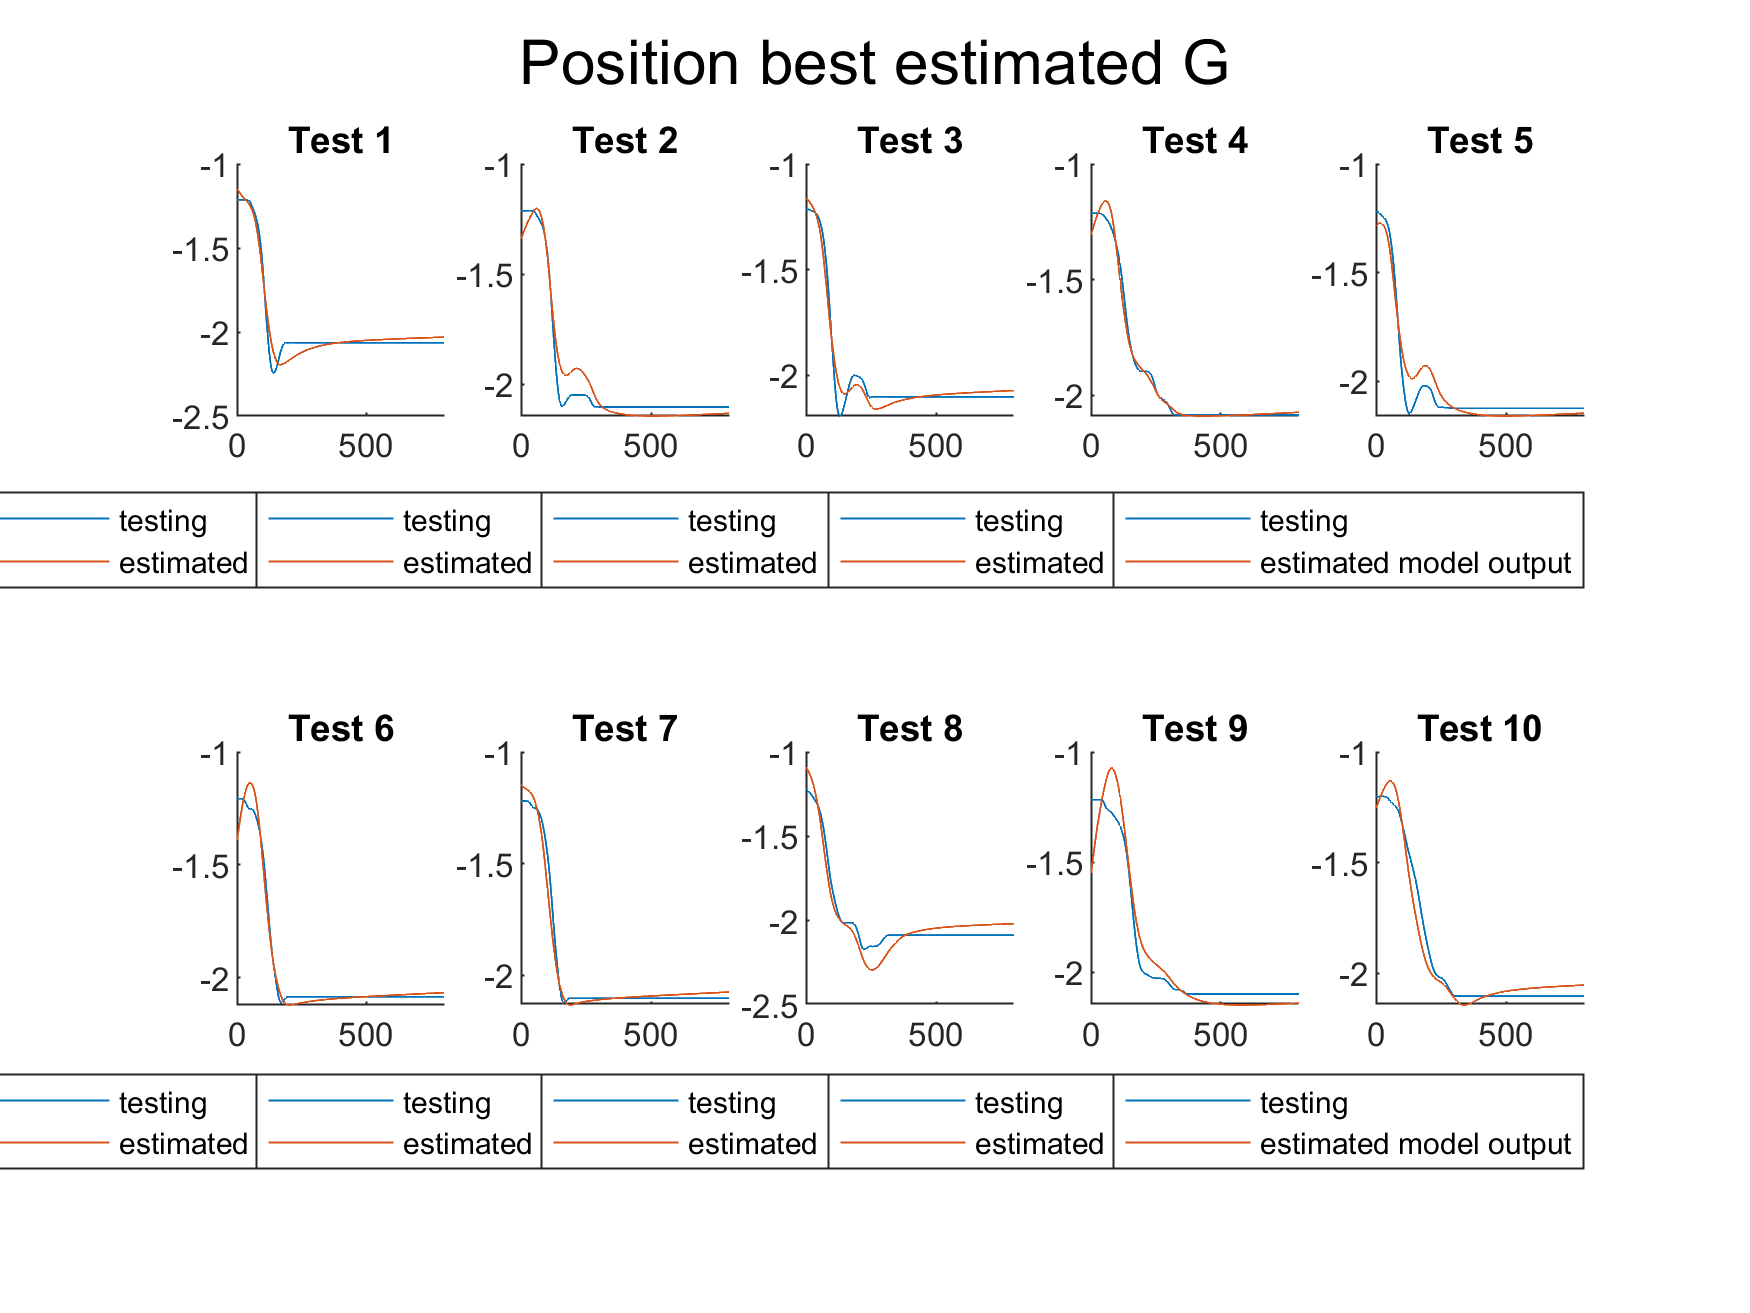 Position best estimated G
Test 1 Test 2 Test 3 Test 4 Test 5
-1 -1 -1 -1 -1
-1.5 -1.5 -1.5 -1.5 -1.5
-2 -2 -2 -2 -2
-2.5
0 500 0 500 0 500 0 500 0 500
testing testing testing testing testing
estimated estimated estimated estimated estimated model output
Test 6 Test 7 Test 8 Test 9 Test 10
-1 -1 -1 -1 -1
-1.5 -1.5 -1.5 -1.5 -1.5
-2 -2 -2 -2 -2
-2.5
0 500 0 500 0 500 0 500 0 500
testing testing testing testing testing
estimated estimated estimated estimated estimated model output